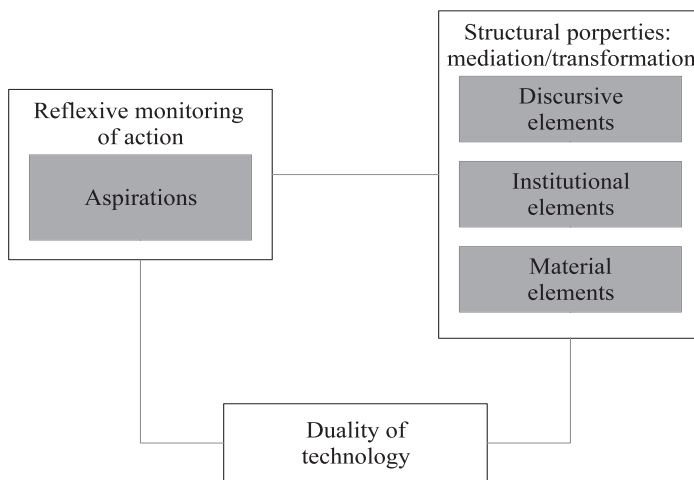 Structural porperties:
mediation/transformation
Discursive
elements
Institutional
elements
Material
elements
Reflexive monitoring
of action
Aspirations
Duality of
technology